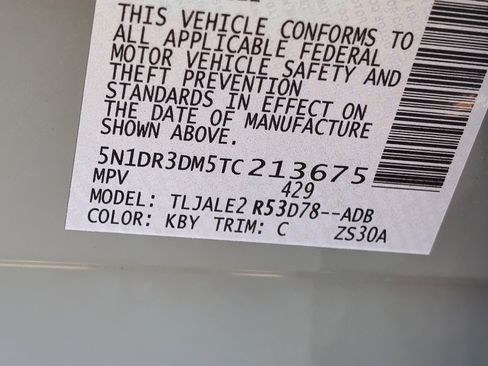 THIS VEHICLE CONFORMS TO
ALL APPLICABLE FEDERAL
MOTOR VEHICLE SAFETY AND
THEFT PREVENTION
STANDARDS IN EFFECT ON
THE DATE OF MANUFACTURE
SHOWN ABOVE.
5N1DR3DM5TC213675
MPV 429
MODEL: TLJALE2 R53D78--ADB
COLOR: KBY TRIM: C ZS30A